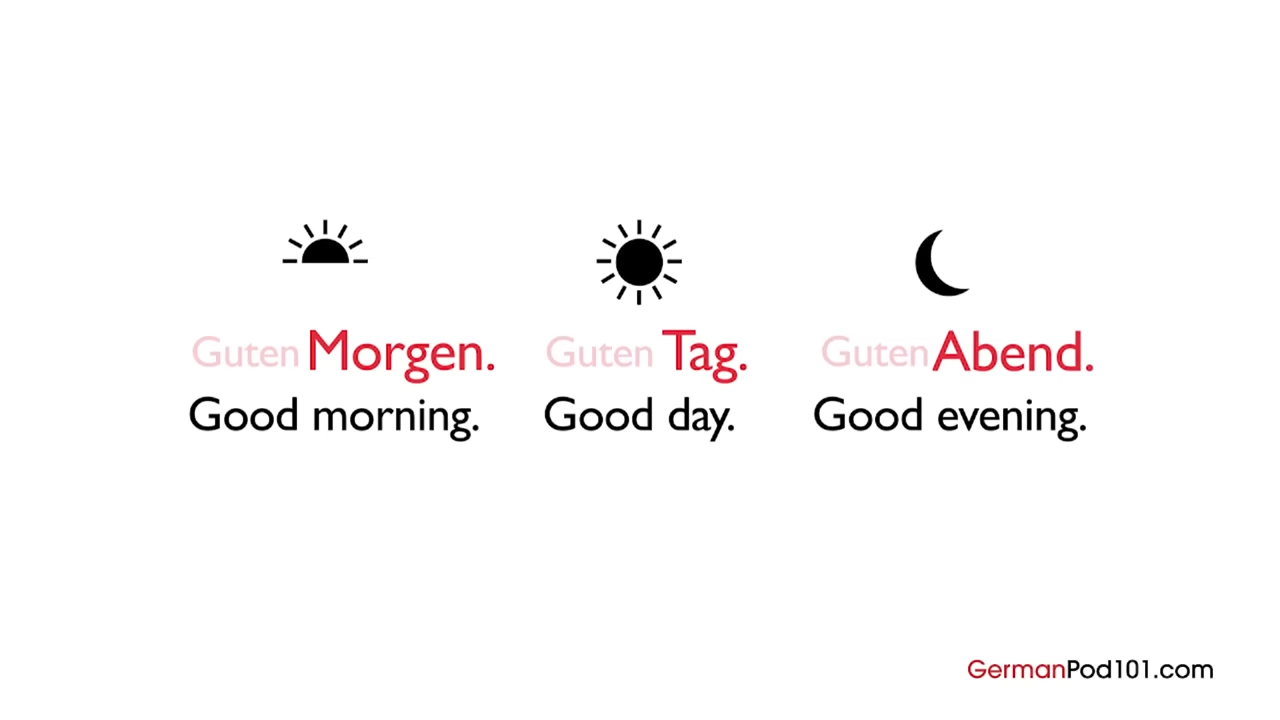 Guten Morgen.
Good morning.
Guten Tag.
Good day.
Guten Abend.
Good evening.
GermanPod101.com